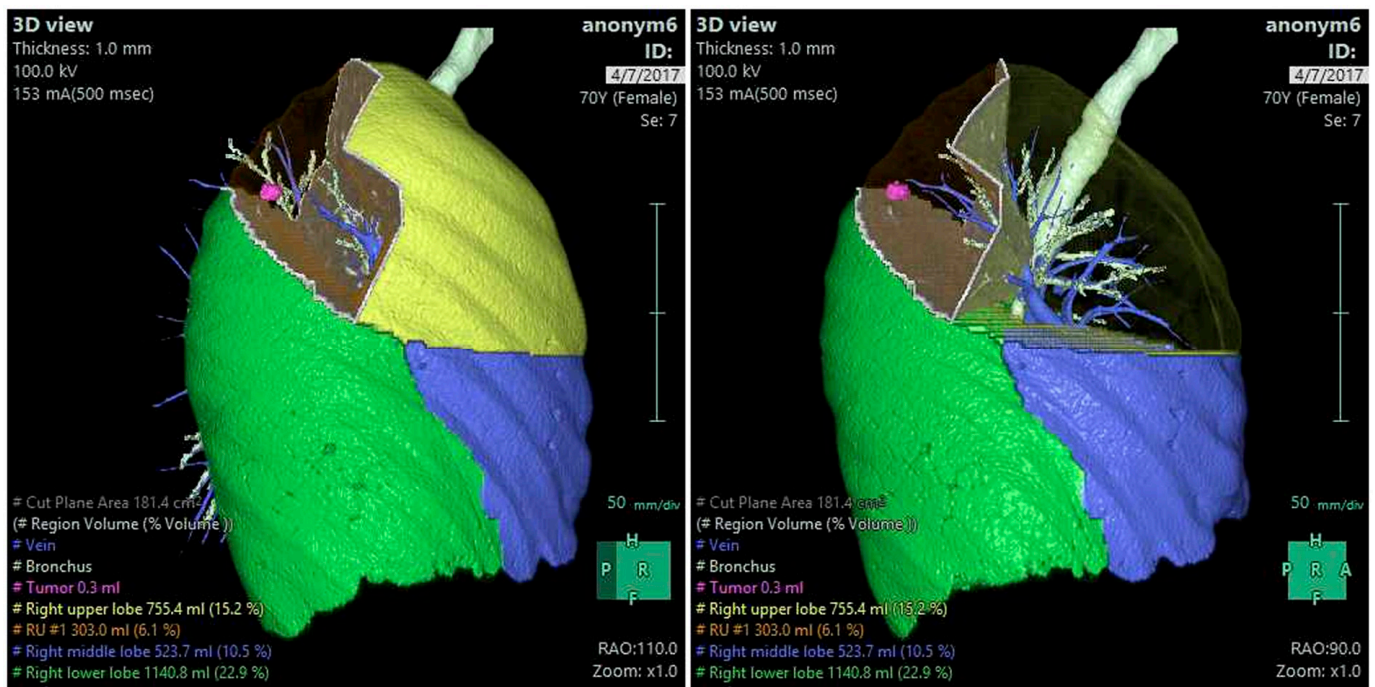 3D view
Thickness: 1.0 mm
100.0 kV
153 mA(500 msec)
anonym6
ID:
4/7/2017
70Y (Female)
Se: 7
# Cut Plane Area 181.4 cm²
(# Region Volume (% Volume ))
# Vein
# Bronchus
# Tumor 0.3 ml
# Right upper lobe 755.4 ml (15.2 %)
# RU #1 303.0 ml (6.1 %)
# Right middle lobe 523.7 ml (10.5 %)
# Right lower lobe 1140.8 ml (22.9 %)
50 mm/div
H
P R
F
RAO:110.0
Zoom: x1.0
3D view
Thickness: 1.0 mm
100.0 kV
153 mA(500 msec)
anonym6
ID:
4/7/2017
70Y (Female)
Se: 7
# Cut Plane Area 181.4 cm²
(# Region Volume (% Volume ))
# Vein
# Bronchus
# Tumor 0.3 ml
# Right upper lobe 755.4 ml (15.2 %)
# RU #1 303.0 ml (6.1 %)
# Right middle lobe 523.7 ml (10.5 %)
# Right lower lobe 1140.8 ml (22.9 %)
50 mm/div
H
P R A
F
RAO:90.0
Zoom: x1.0